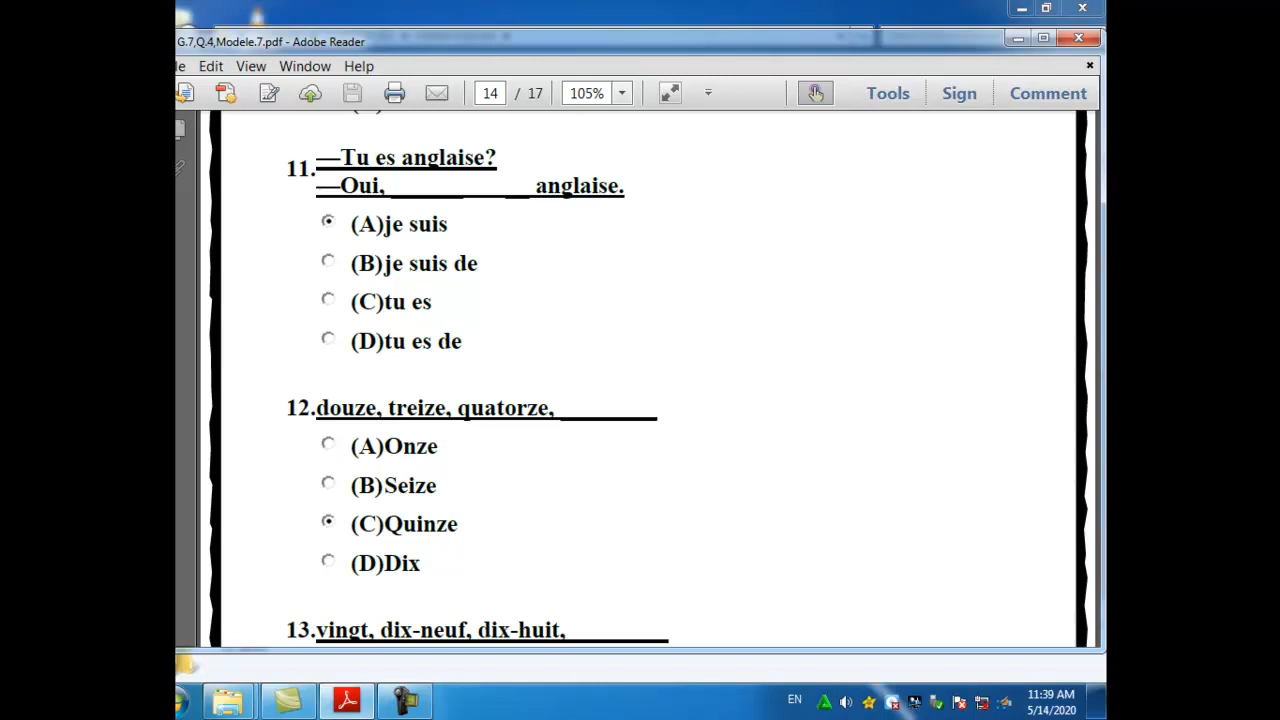 G.7,Q.4,Modele.7.pdf - Adobe Reader
le Edit View Window Help
14 / 17 105% Tools Sign Comment
—Tu es anglaise?
11.
—Oui, ______ __ anglaise.
(A)je suis
(B)je suis de
(C)tu es
(D)tu es de
12.douze, treize, quatorze, ________
(A)Onze
(B)Seize
(C)Quinze
(D)Dix
13.vingt, dix-neuf, dix-huit, ________
EN
11:39 AM
5/14/2020